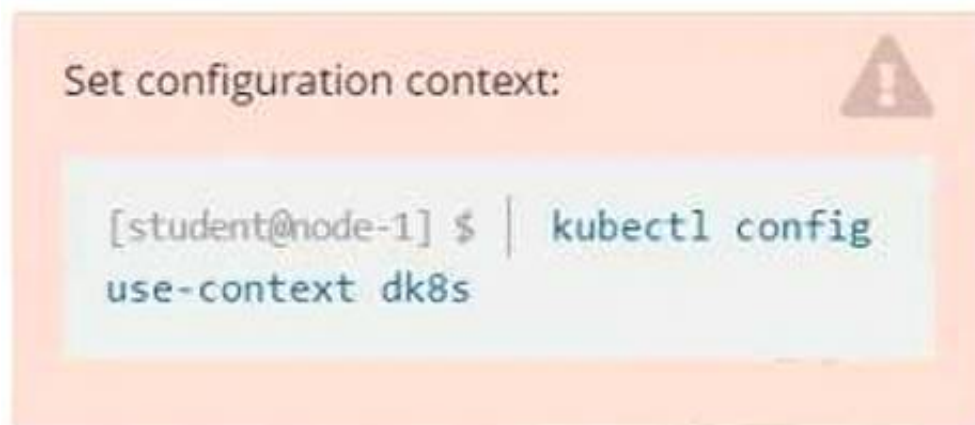 Set configuration context:
[student@node-1] $ | kubectl config
use-context dk8s